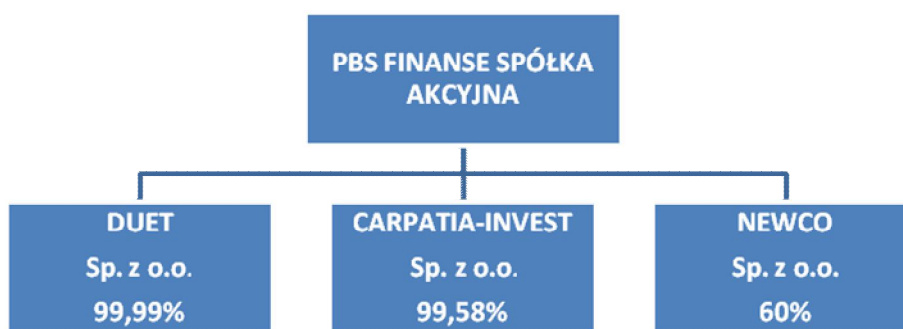 PBS FINANSE SPÓŁKA
AKCYJNA
DUET
Sp. z o.o.
99,99%
CARPATIA-INVEST
Sp. z o.o.
99,58%
NEWCO
Sp. z o.o.
60%